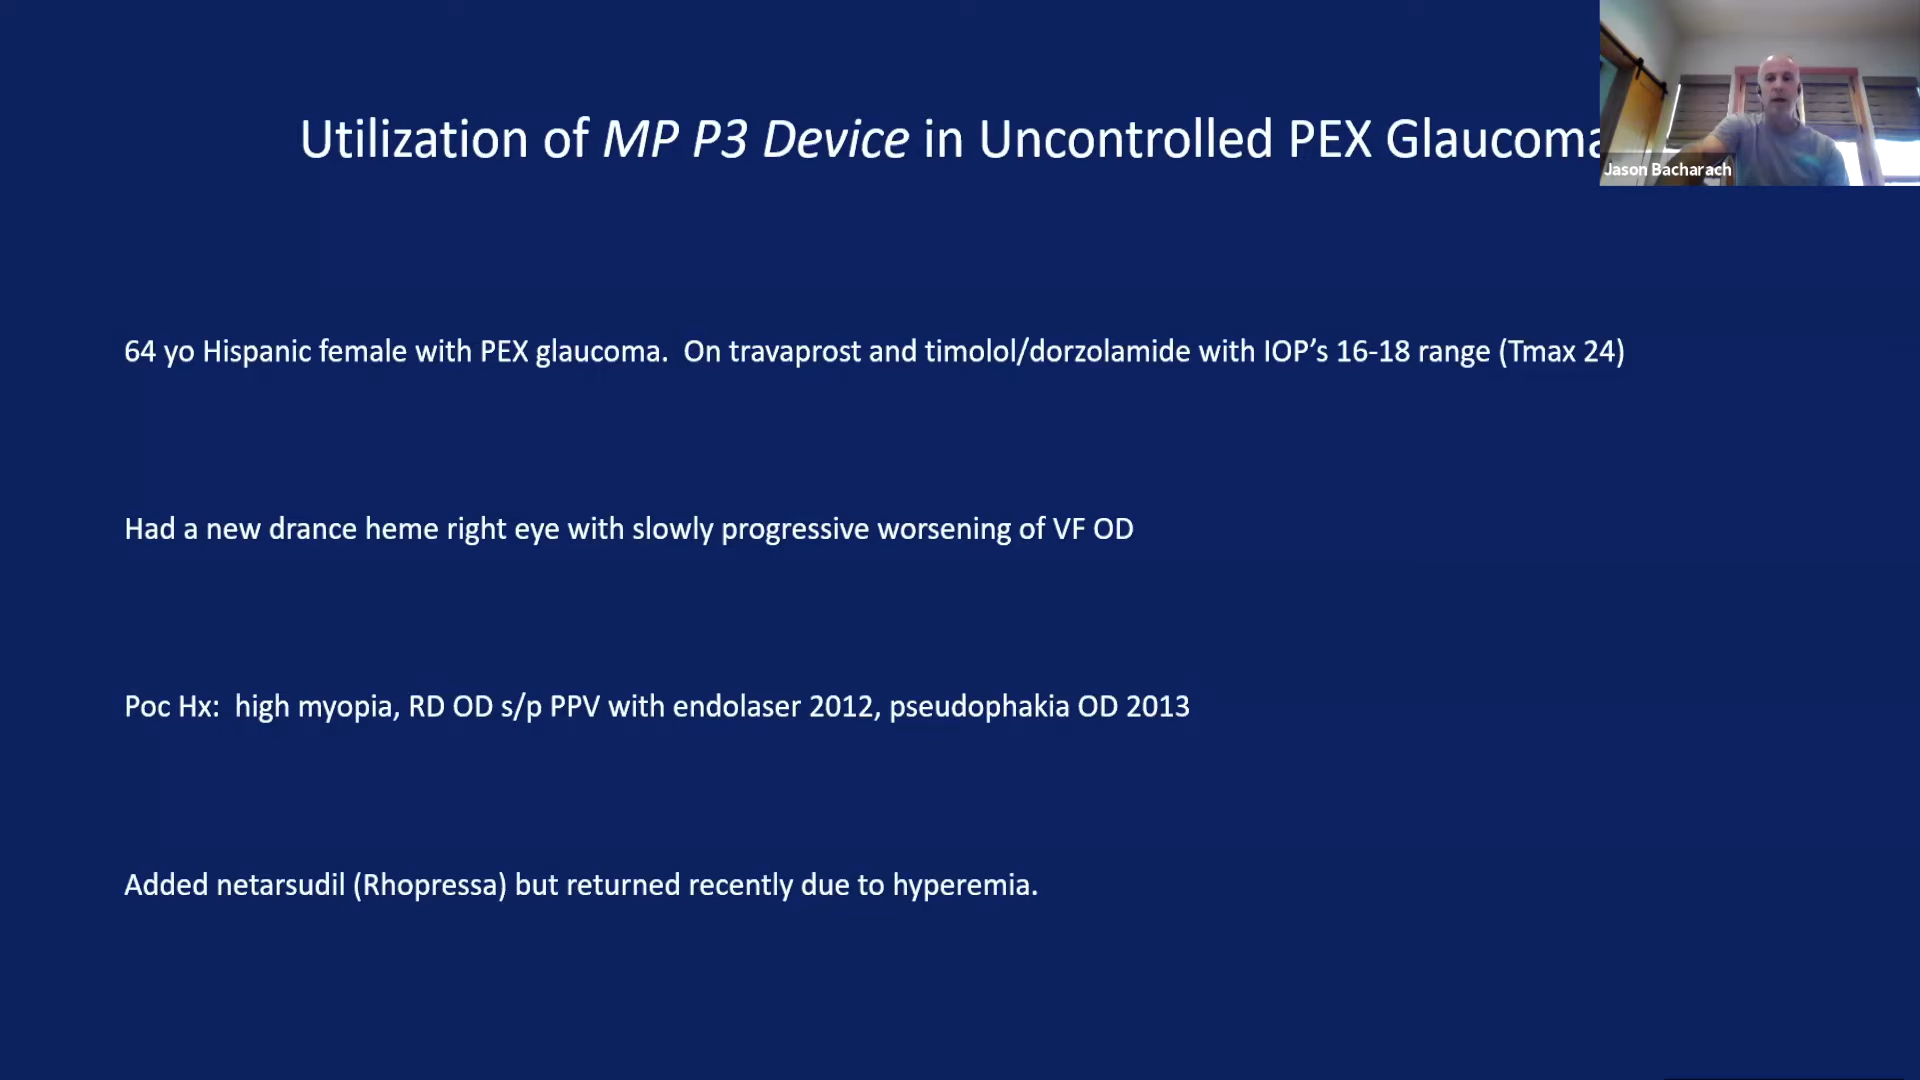 Utilization of MP P3 Device in Uncontrolled PEX Glaucoma
Jason Bacharach
64 yo Hispanic female with PEX glaucoma.  On travaprost and timolol/dorzolamide with IOP’s 16-18 range (Tmax 24)
Had a new drance heme right eye with slowly progressive worsening of VF OD
Poc Hx:  high myopia, RD OD s/p PPV with endolaser 2012, pseudophakia OD 2013
Added netarsudil (Rhopressa) but returned recently due to hyperemia.